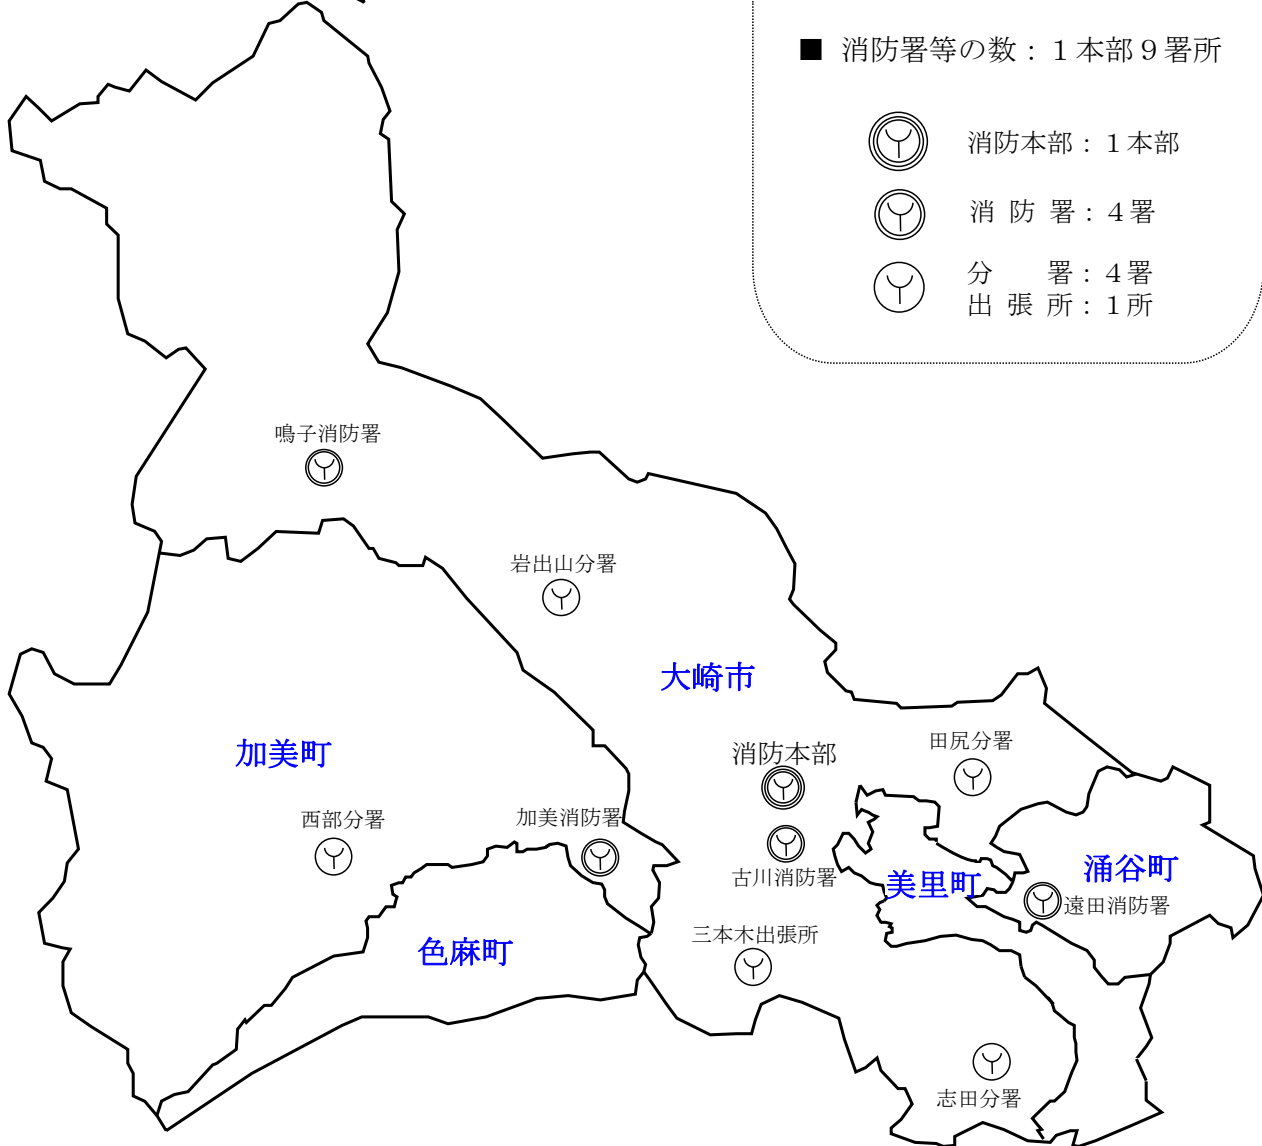 ■ 消防署等の数：１本部９署所
消防本部：１本部
消 防 署：４署
分　　署：４署
出 張 所：１所
鳴子消防署
岩出山分署
大崎市
加美町
消防本部
田尻分署
西部分署
加美消防署
古川消防署
美里町
涌谷町
遠田消防署
色麻町
三本木出張所
志田分署